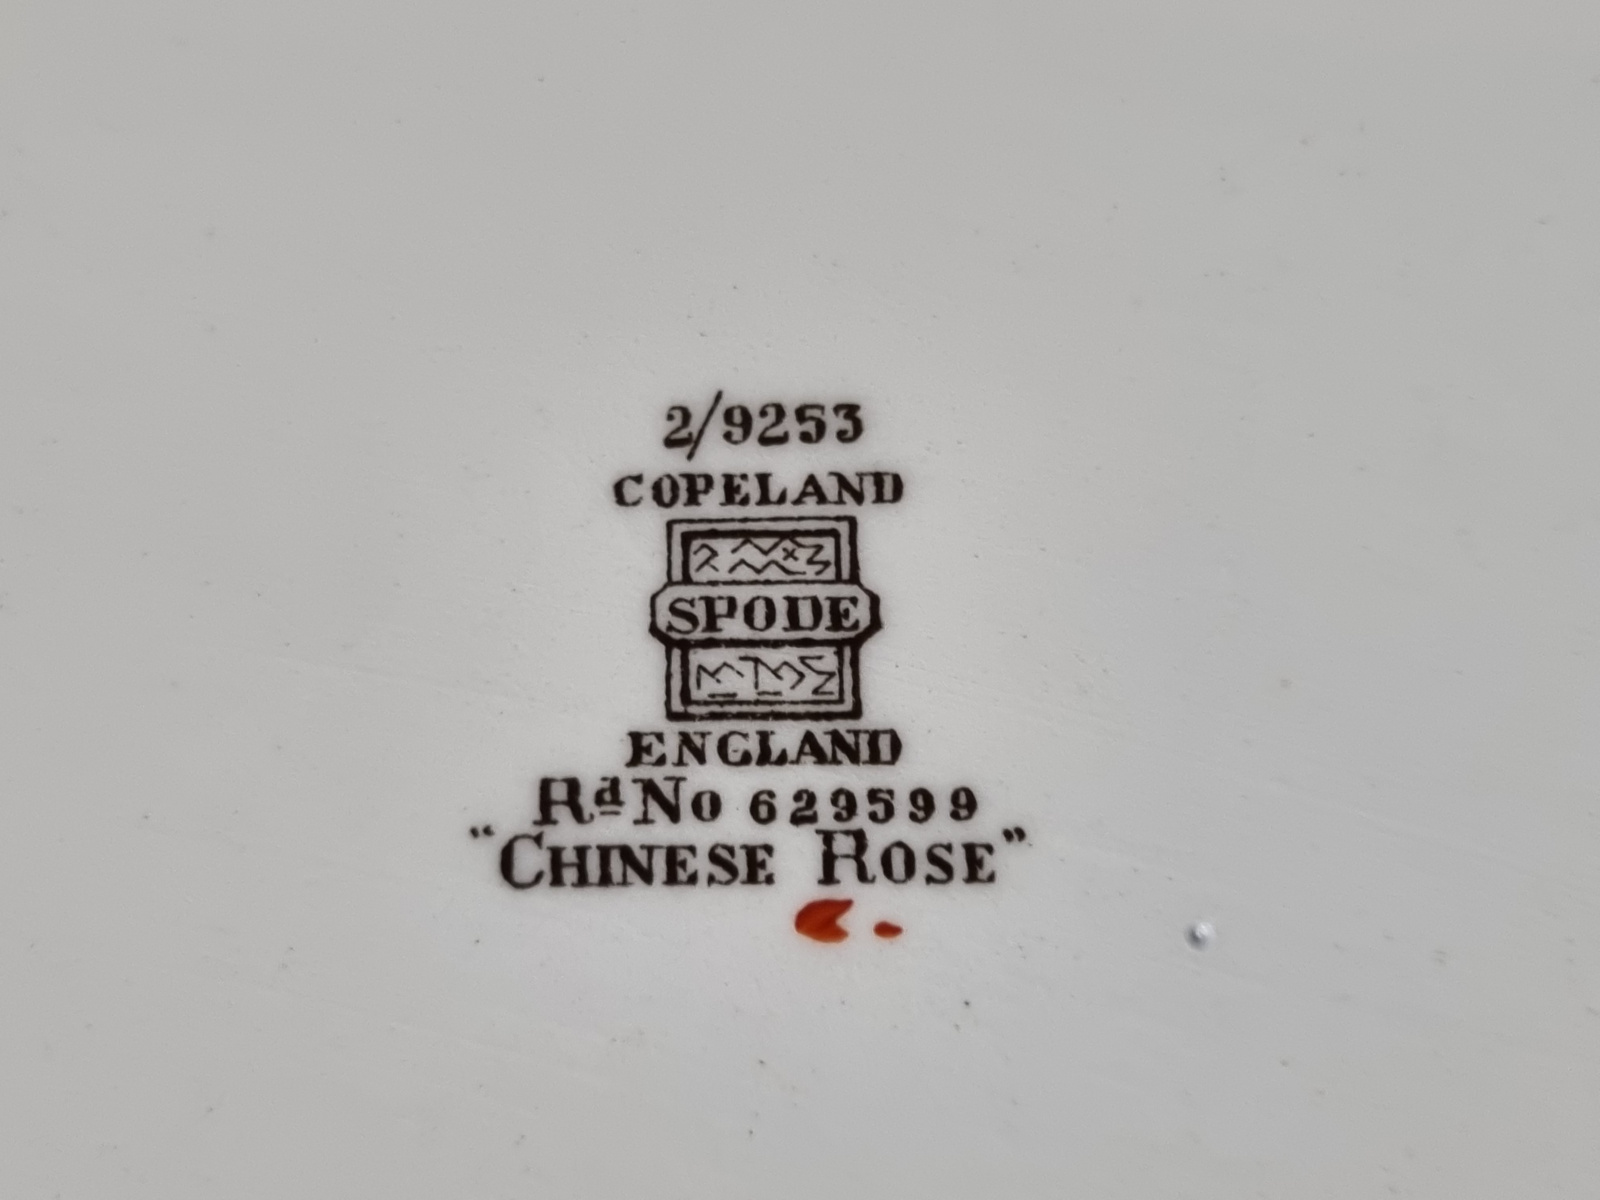 2/9253
COPELAND
SPODE
ENGLAND
Rd No 629599
"CHINESE ROSE"